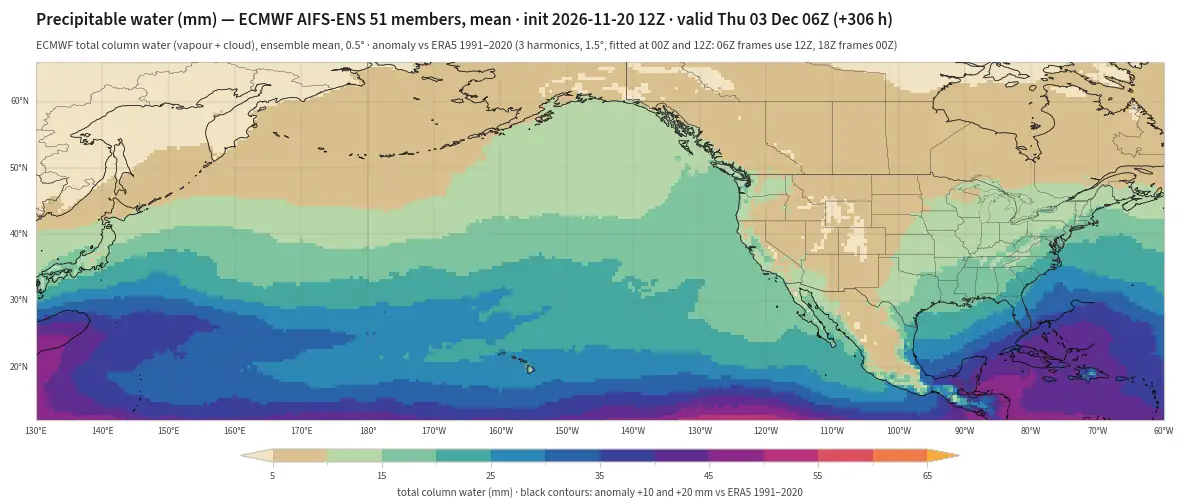 Precipitable water (mm) — ECMWF AIFS-ENS 51 members, mean · init 2026-11-20 12Z · valid Thu 03 Dec 06Z (+306 h)
ECMWF total column water (vapour + cloud), ensemble mean, 0.5° · anomaly vs ERA5 1991–2020 (3 harmonics, 1.5°, fitted at 00Z and 12Z: 06Z frames use 12Z, 18Z frames 00Z)
60°N
50°N
40°N
30°N
20°N
130°E 140°E 150°E 160°E 170°E 180° 170°W 160°W 150°W 140°W 130°W 120°W 110°W 100°W 90°W 80°W 70°W 60°W
5 15 25 35 45 55 65
total column water (mm) · black contours: anomaly +10 and +20 mm vs ERA5 1991–2020